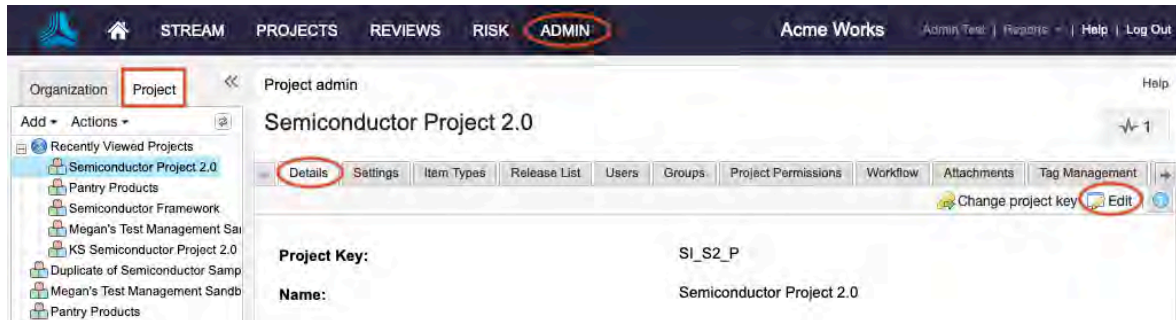 STREAM PROJECTS REVIEWS RISK ADMIN Acme Works Admin Test | Reports | Help | Log Out
Organization Project
Project admin Help
Add Actions
Semiconductor Project 2.0 1
Recently Viewed Projects
Semiconductor Project 2.0
Details Settings Item Types Release List Users Groups Project Permissions Workflow Attachments Tag Management
Pantry Products
Change project key Edit
Semiconductor Framework
Megan's Test Management Sa
KS Semiconductor Project 2.0
Project Key: SI_S2_P
Duplicate of Semiconductor Samp
Megan's Test Management Sandb
Name: Semiconductor Project 2.0
Pantry Products